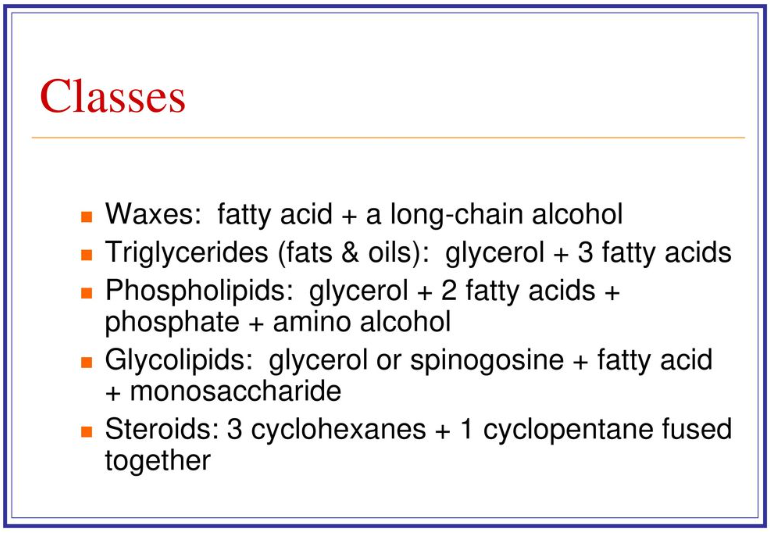 Classes
Waxes: fatty acid + a long-chain alcohol
Triglycerides (fats & oils): glycerol + 3 fatty acids
Phospholipids: glycerol + 2 fatty acids +
phosphate + amino alcohol
Glycolipids: glycerol or spinogosine + fatty acid
+ monosaccharide
Steroids: 3 cyclohexanes + 1 cyclopentane fused
together